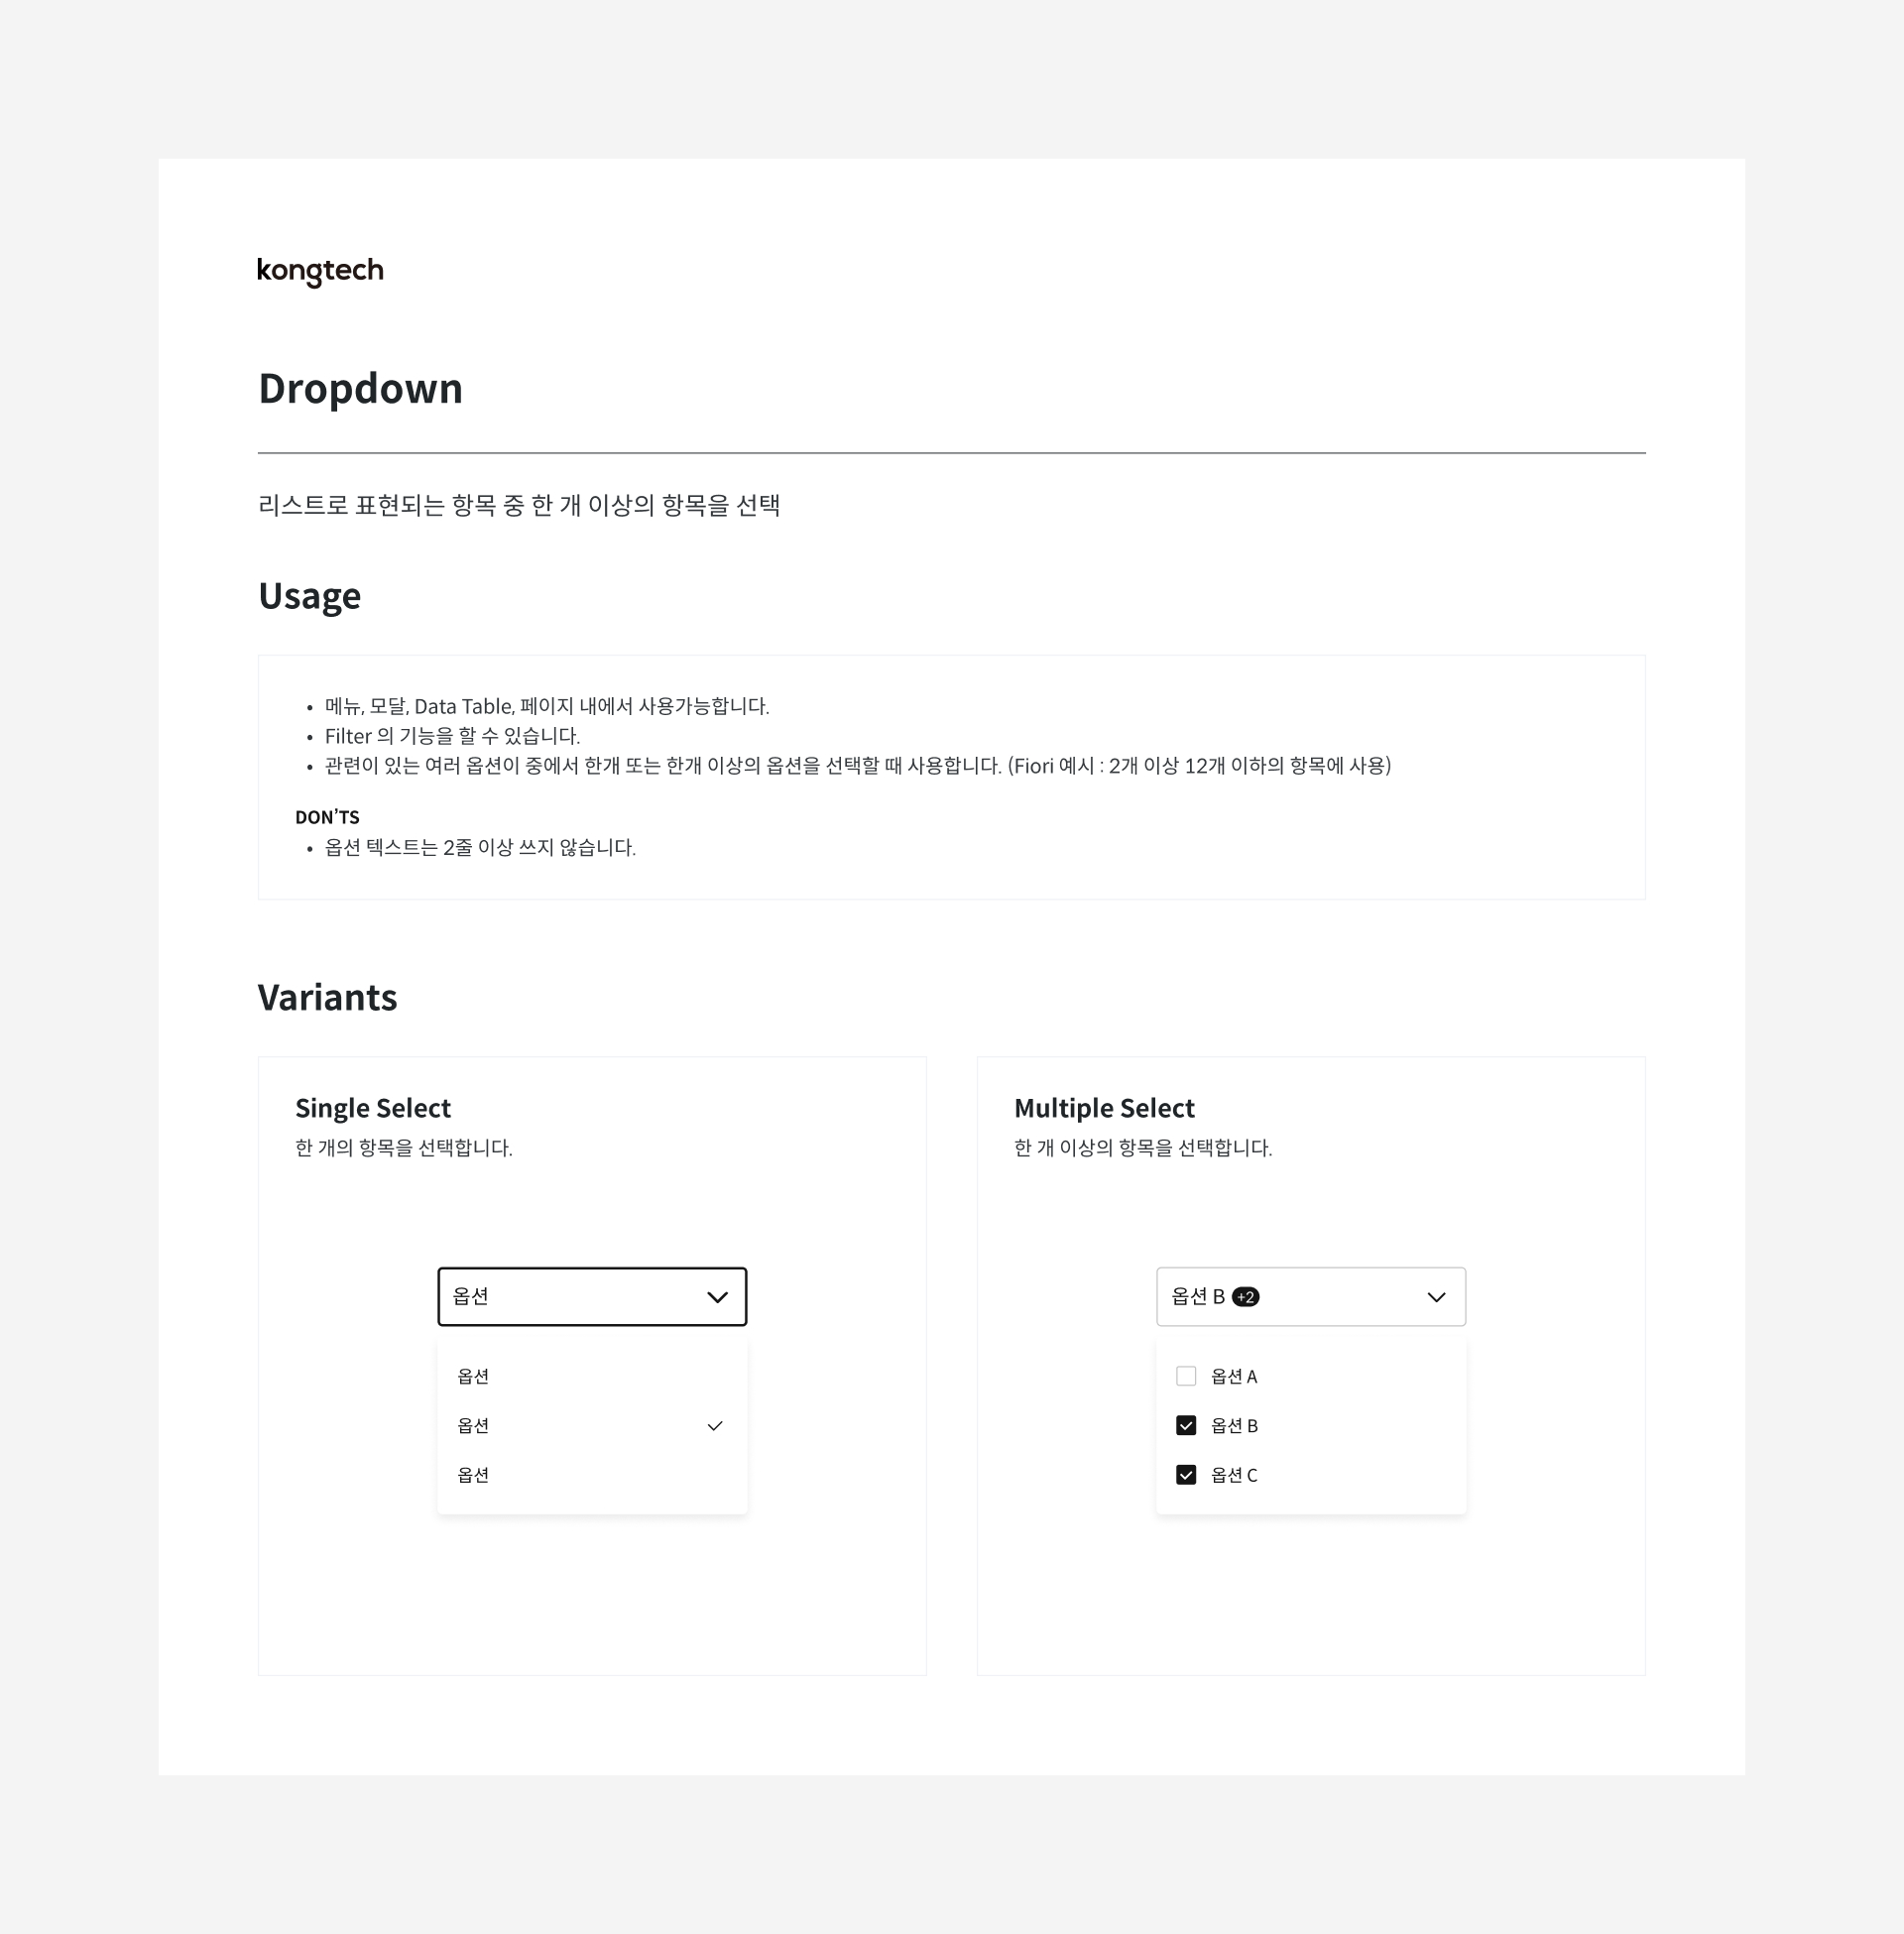 kongtech
Dropdown
리스트로 표현되는 항목 중 한 개 이상의 항목을 선택
Usage
• 메뉴, 모달, Data Table, 페이지 내에서 사용가능합니다.
• Filter 의 기능을 할 수 있습니다.
• 관련이 있는 여러 옵션이 중에서 한개 또는 한개 이상의 옵션을 선택할 때 사용합니다. (Fiori 예시 : 2개 이상 12개 이하의 항목에 사용)
DON’TS
• 옵션 텍스트는 2줄 이상 쓰지 않습니다.
Variants
Single Select
한 개의 항목을 선택합니다.
옵션
옵션
옵션
옵션
Multiple Select
한 개 이상의 항목을 선택합니다.
옵션 B +2
옵션 A
옵션 B
옵션 C